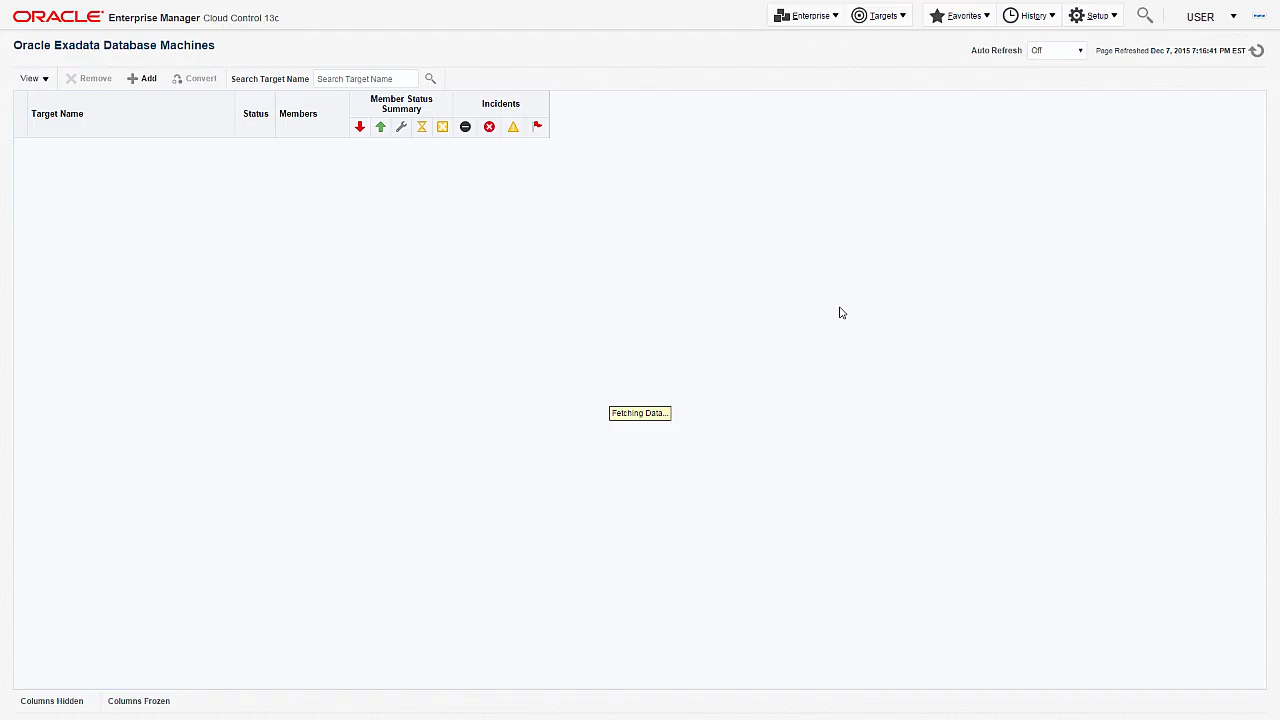 ORACLE Enterprise Manager Cloud Control 13c
Enterprise Targets Favorites History Setup USER
Oracle Exadata Database Machines
Auto Refresh Off Page Refreshed Dec 7, 2015 7:16:41 PM EST
View Remove Add Convert Search Target Name Search Target Name
Target Name Status Members Member Status Summary Incidents
Fetching Data...
Columns Hidden Columns Frozen